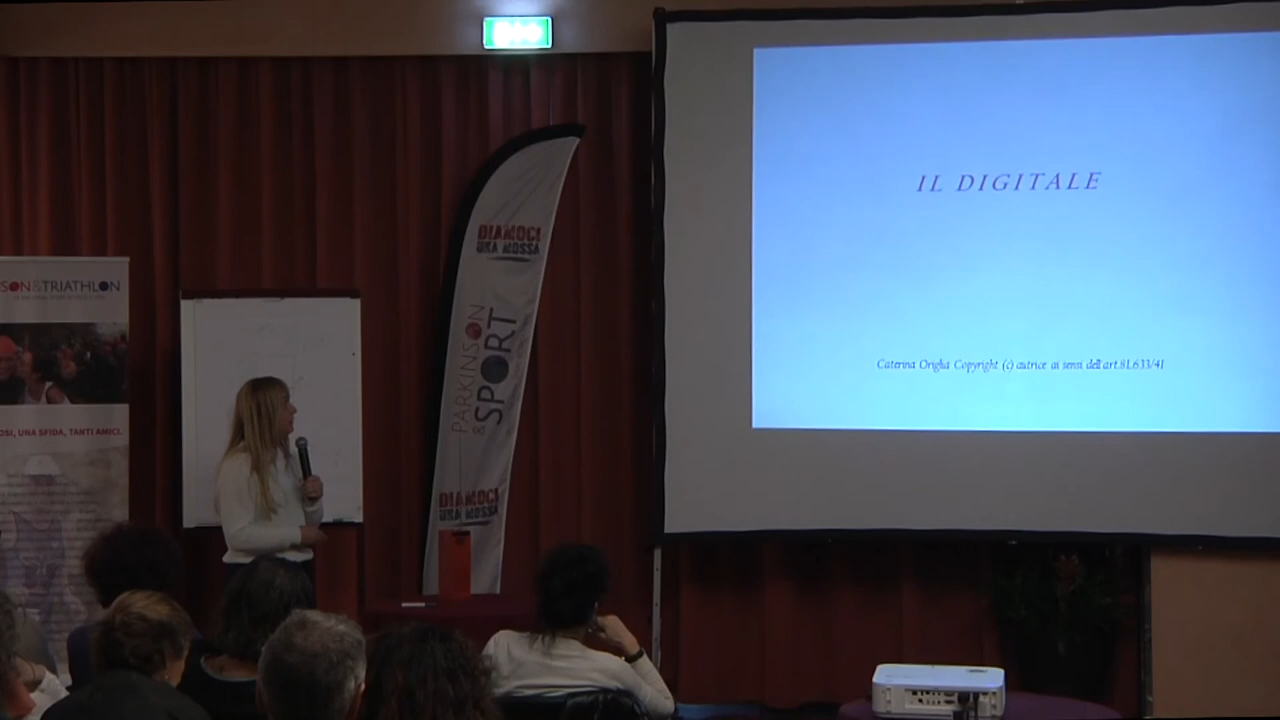 IL DIGITALE
Caterina Origlia Copyright (c) autrice ai sensi dell'art.81.633/41
DIAMOCI
UNA MOSSA
PARKINSON
& SPORT
DIAMOCI
UNA MOSSA
SON&TRIATHLON
OSI, UNA SFIDA, TANTI AMICI.